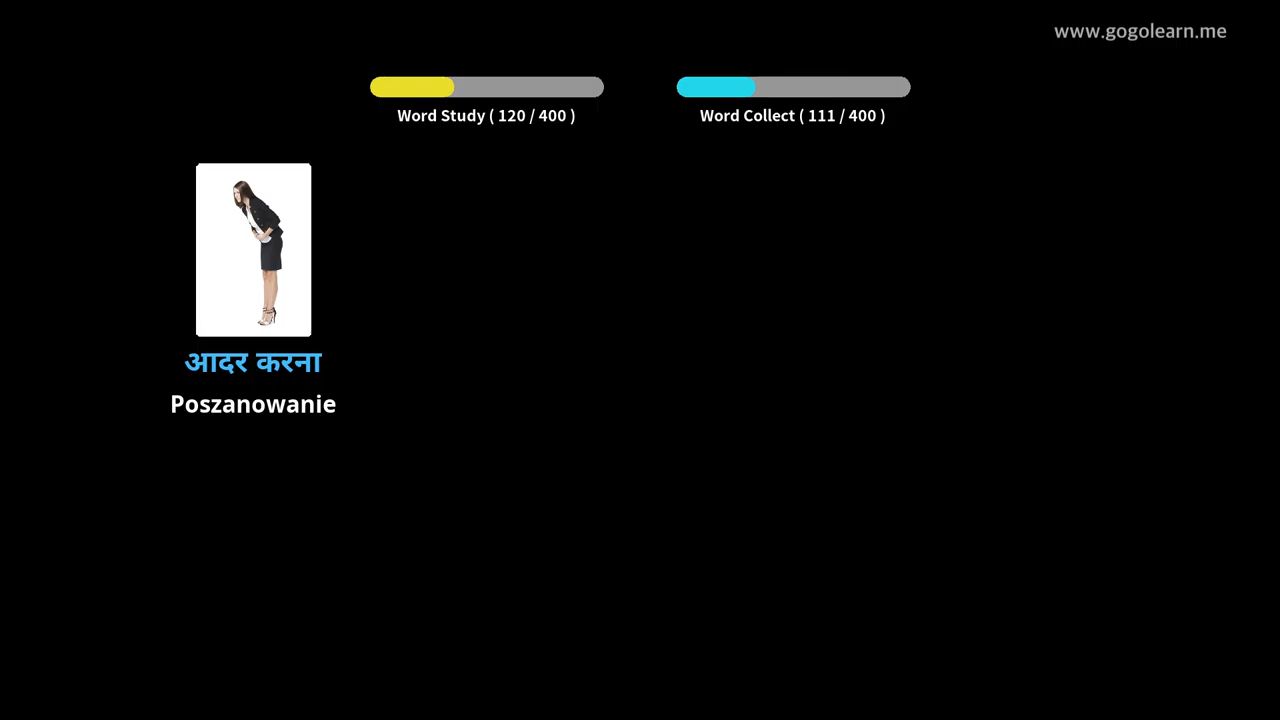 www.gogolearn.me
Word Study ( 120 / 400 )
Word Collect ( 111 / 400 )
आदर करना
Poszanowanie